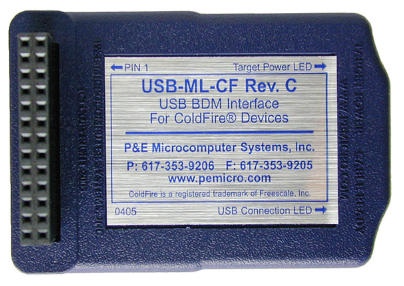 ← PIN 1 Target Power LED →
USB-ML-CF Rev. C
USB BDM Interface
For ColdFire® Devices
P&E Microcomputer Systems, Inc.
P: 617-353-9206 F: 617-353-9205
www.pemicro.com
ColdFire is a registered trademark of Freescale, Inc.
0405 USB Connection LED →